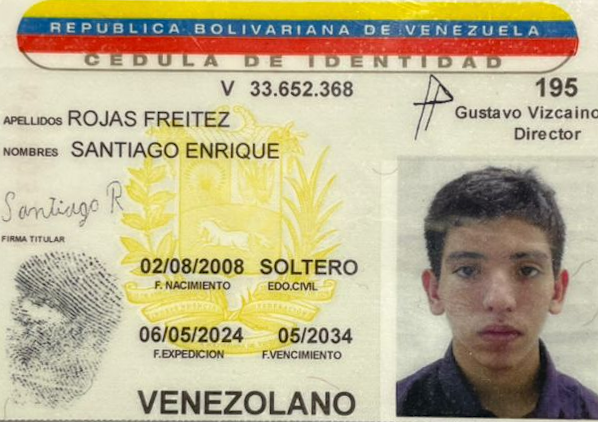 REPUBLICA BOLIVARIANA DE VENEZUELA
CEDULA DE IDENTIDAD
V 33.652.368
195
Gustavo Vizcaino
Director
APELLIDOS ROJAS FREITEZ
NOMBRES SANTIAGO ENRIQUE
Santiago R
FIRMA TITULAR
02/08/2008 SOLTERO
F. NACIMIENTO EDO.CIVIL
06/05/2024 05/2034
F.EXPEDICION F.VENCIMIENTO
VENEZOLANO